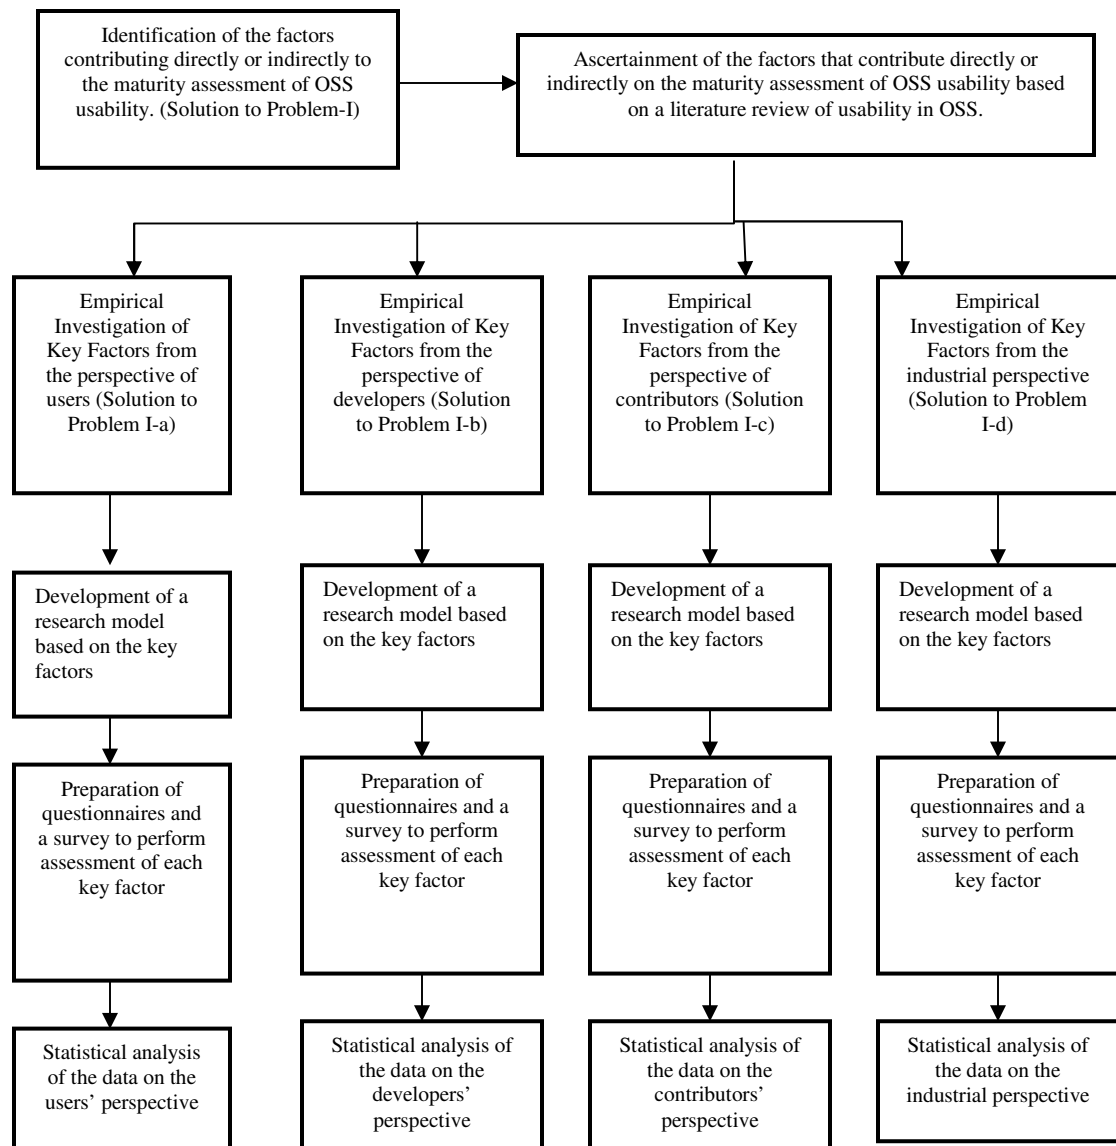 Identification of the factors
contributing directly or indirectly to
the maturity assessment of OSS
usability. (Solution to Problem-I)
Ascertainment of the factors that contribute directly or
indirectly on the maturity assessment of OSS usability based
on a literature review of usability in OSS.
Empirical
Investigation of
Key Factors from
the perspective of
users (Solution to
Problem I-a)
Empirical
Investigation of Key
Factors from the
perspective of
developers (Solution
to Problem I-b)
Empirical
Investigation of Key
Factors from the
perspective of
contributors (Solution
to Problem I-c)
Empirical
Investigation of Key
Factors from the
industrial perspective
(Solution to Problem
I-d)
Development of a
research model
based on the key
factors
Development of a
research model based
on the key factors
Development of a
research model based
on the key factors
Development of a
research model based
on the key factors
Preparation of
questionnaires and
a survey to perform
assessment of each
key factor
Preparation of
questionnaires and a
survey to perform
assessment of each
key factor
Preparation of
questionnaires and a
survey to perform
assessment of each
key factor
Preparation of
questionnaires and a
survey to perform
assessment of each
key factor
Statistical analysis
of the data on the
users’ perspective
Statistical analysis of
the data on the
developers’
perspective
Statistical analysis of
the data on the
contributors’
perspective
Statistical analysis of
the data on the
industrial perspective